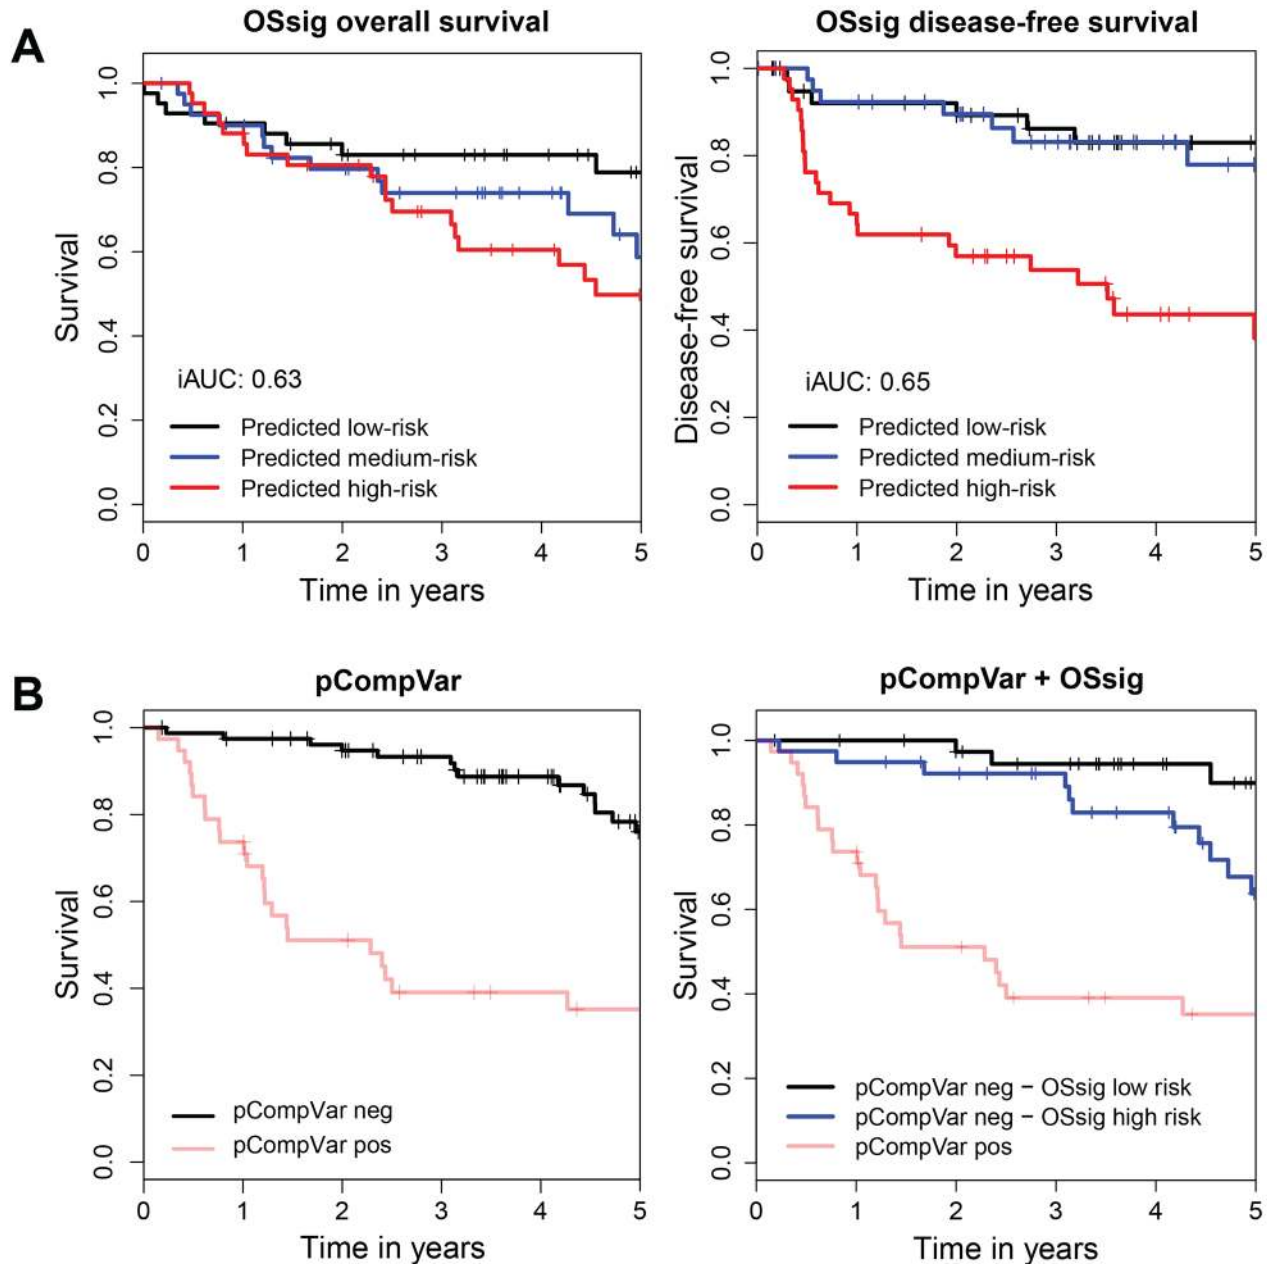 A
OSsig overall survival
Survival
1.0
0.8
0.6
0.4
0.2
0.0
iAUC: 0.63
Predicted low-risk
Predicted medium-risk
Predicted high-risk
0 1 2 3 4 5
Time in years
OSsig disease-free survival
Disease-free survival
1.0
0.8
0.6
0.4
0.2
0.0
iAUC: 0.65
Predicted low-risk
Predicted medium-risk
Predicted high-risk
0 1 2 3 4 5
Time in years
B
pCompVar
Survival
1.0
0.8
0.6
0.4
0.2
0.0
pCompVar neg
pCompVar pos
0 1 2 3 4 5
Time in years
pCompVar + OSsig
Survival
1.0
0.8
0.6
0.4
0.2
0.0
pCompVar neg − OSsig low risk
pCompVar neg − OSsig high risk
pCompVar pos
0 1 2 3 4 5
Time in years